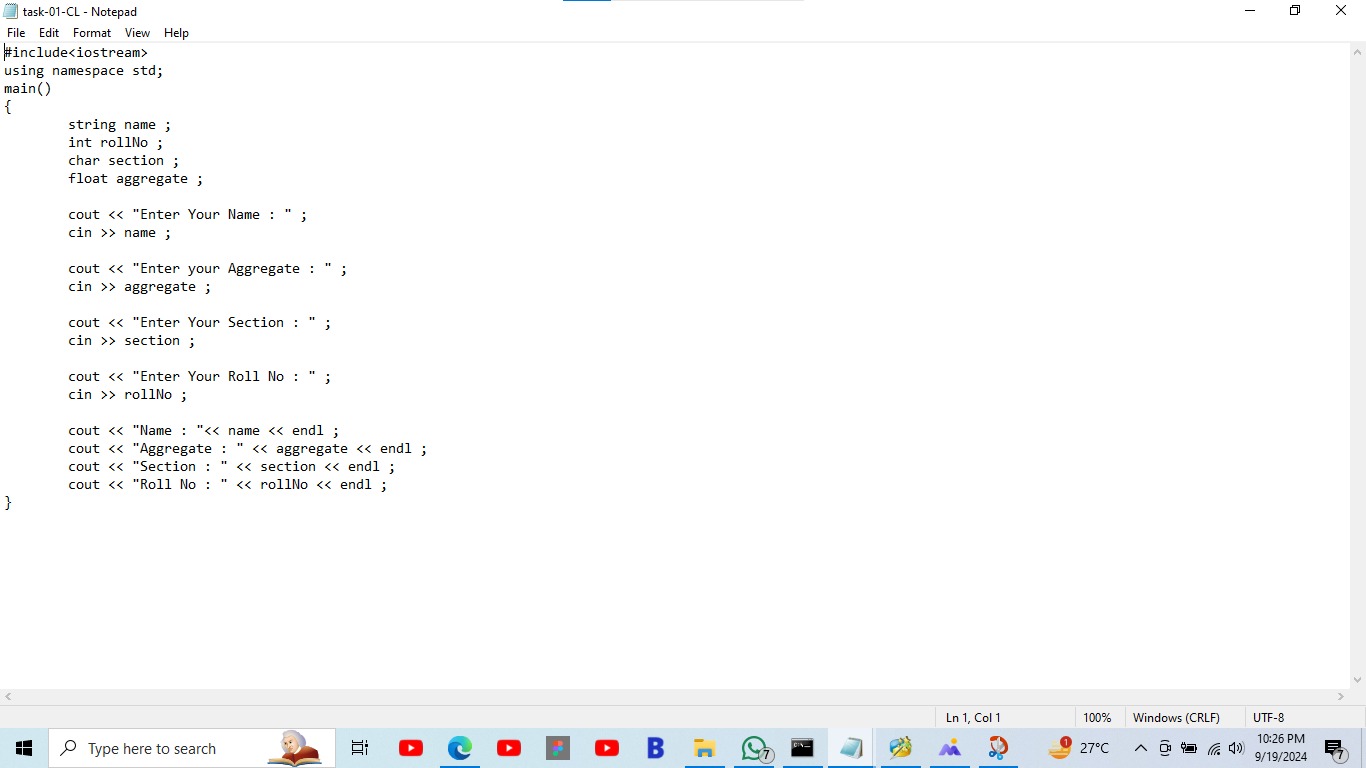 task-01-CL - Notepad
File Edit Format View Help
#include<iostream>
using namespace std;
main()
{
        string name ;
        int rollNo ;
        char section ;
        float aggregate ;

        cout << "Enter Your Name : " ;
        cin >> name ;

        cout << "Enter your Aggregate : " ;
        cin >> aggregate ;

        cout << "Enter Your Section : " ;
        cin >> section ;

        cout << "Enter Your Roll No : " ;
        cin >> rollNo ;

        cout << "Name : "<< name << endl ;
        cout << "Aggregate : " << aggregate << endl ;
        cout << "Section : " << section << endl ;
        cout << "Roll No : " << rollNo << endl ;
}
Ln 1, Col 1 100% Windows (CRLF) UTF-8
Type here to search B 7 1 27°C 10:26 PM 7
9/19/2024